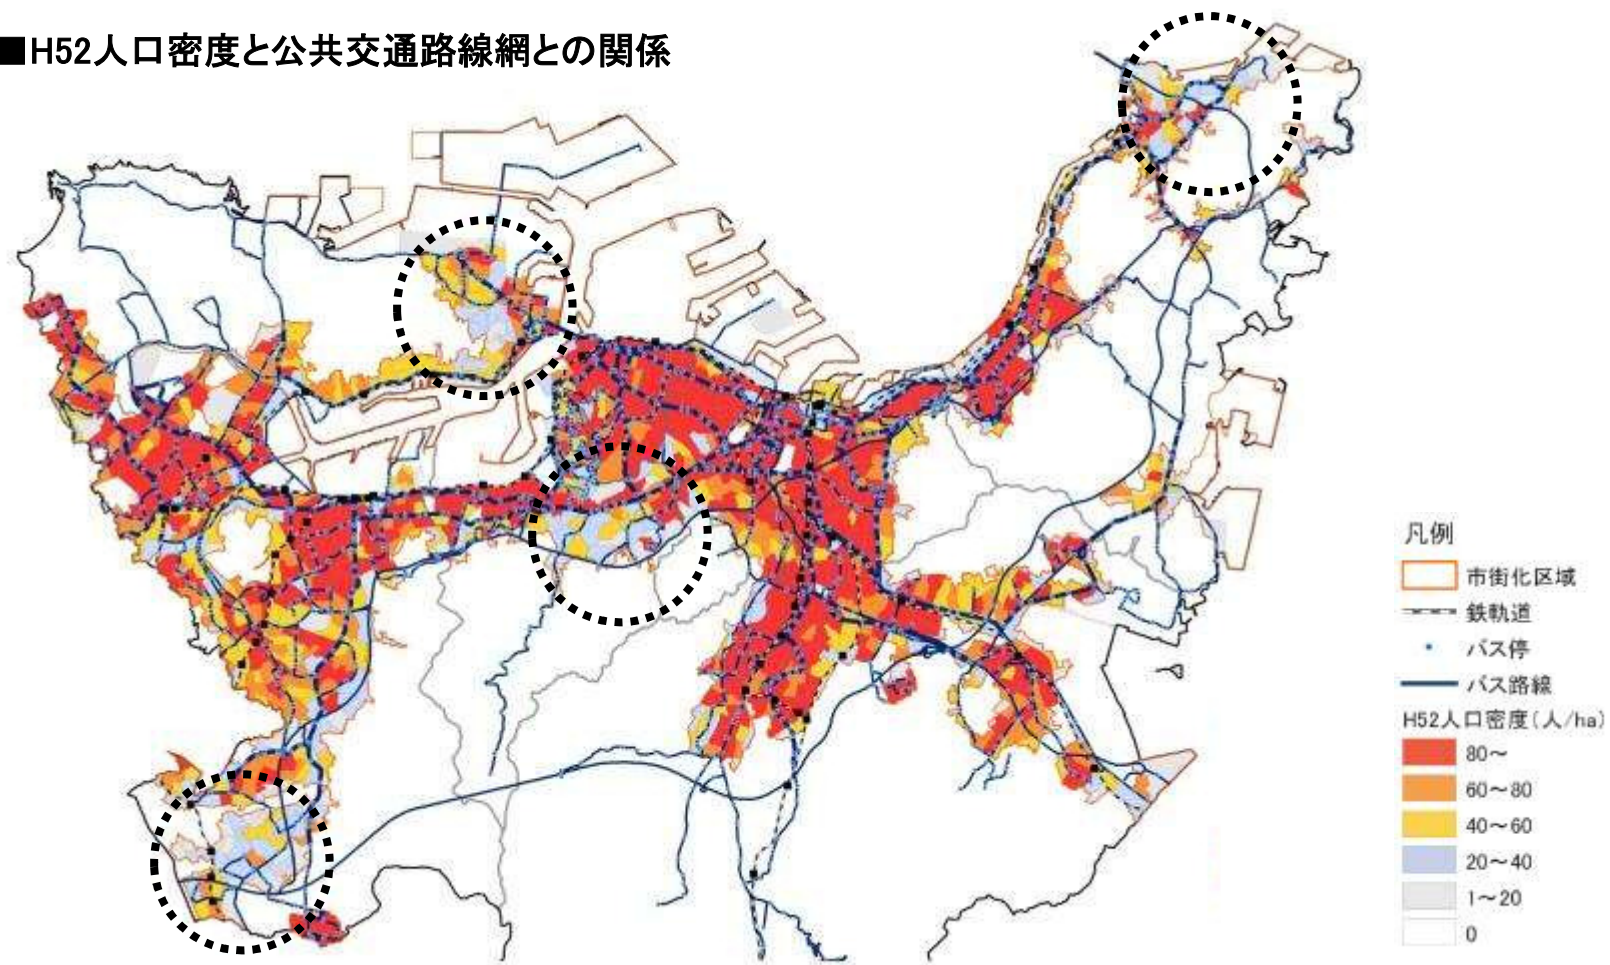 ■H52人口密度と公共交通路線網との関係
凡例
市街化区域
鉄軌道
バス停
バス路線
H52人口密度(人/ha)
80～
60～80
40～60
20～40
1～20
0